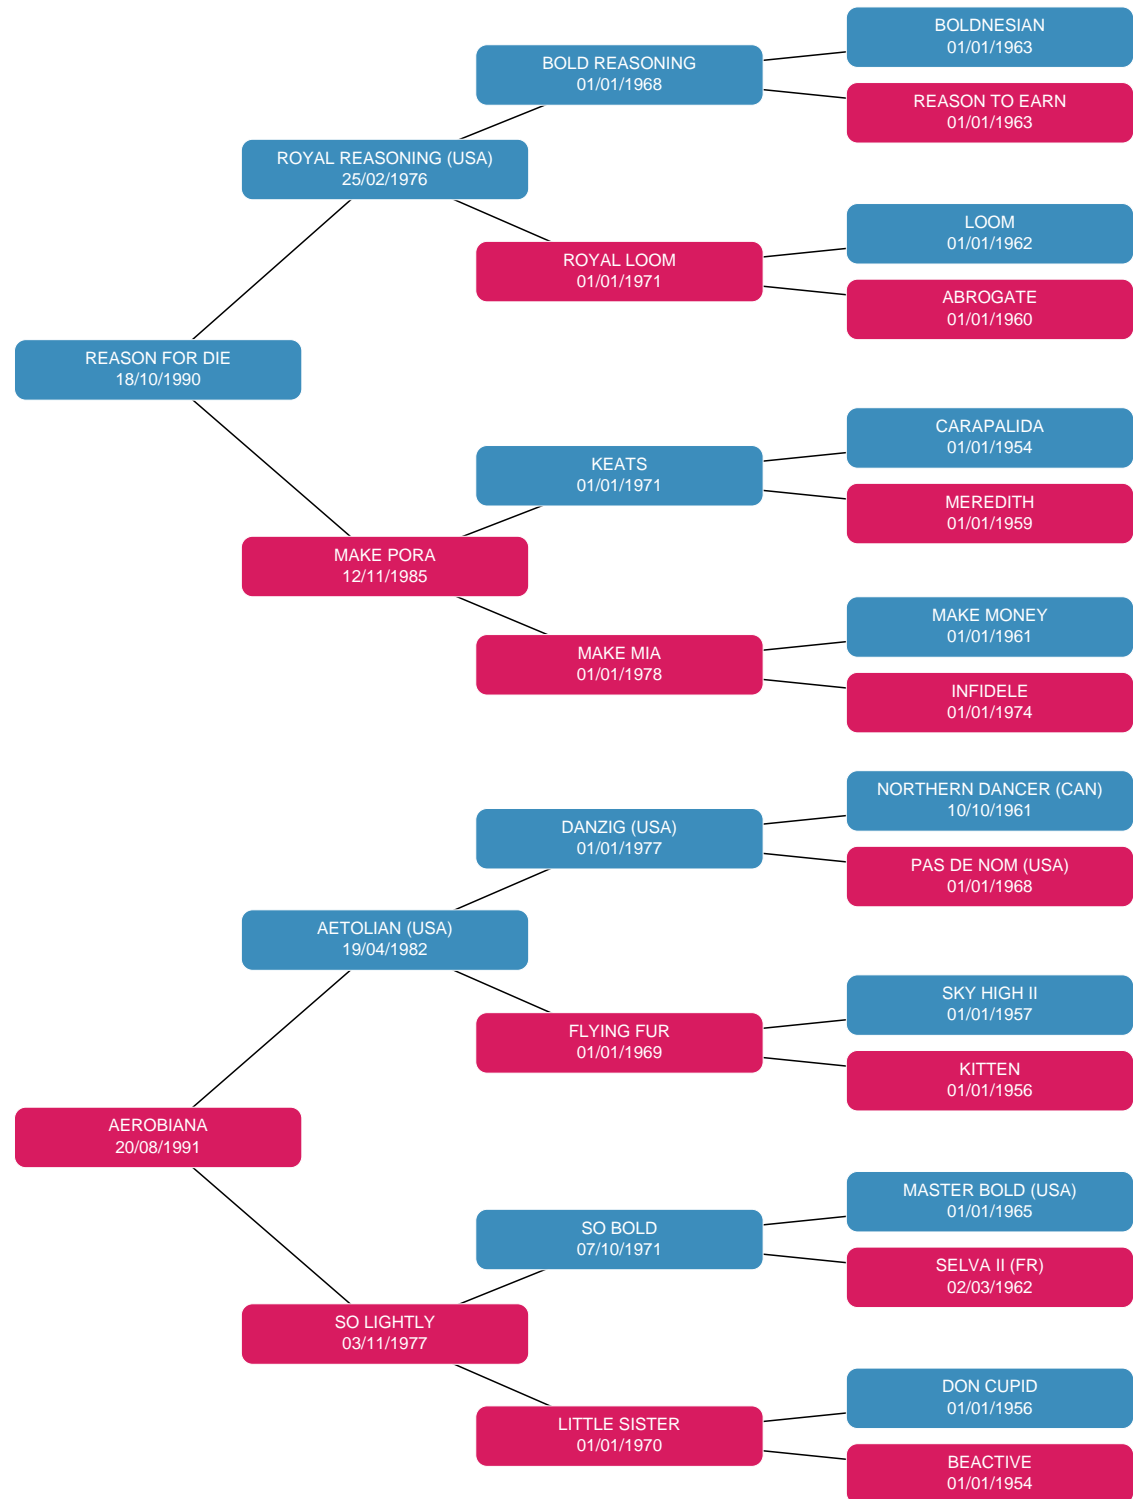 BOLDNESIAN
01/01/1963
BOLD REASONING
01/01/1968
REASON TO EARN
01/01/1963
ROYAL REASONING (USA)
25/02/1976
LOOM
01/01/1962
ROYAL LOOM
01/01/1971
ABROGATE
01/01/1960
REASON FOR DIE
18/10/1990
CARAPALIDA
01/01/1954
KEATS
01/01/1971
MEREDITH
01/01/1959
MAKE PORA
12/11/1985
MAKE MONEY
01/01/1961
MAKE MIA
01/01/1978
INFIDELE
01/01/1974
NORTHERN DANCER (CAN)
10/10/1961
DANZIG (USA)
01/01/1977
PAS DE NOM (USA)
01/01/1968
AETOLIAN (USA)
19/04/1982
SKY HIGH II
01/01/1957
FLYING FUR
01/01/1969
KITTEN
01/01/1956
AEROBIANA
20/08/1991
MASTER BOLD (USA)
01/01/1965
SO BOLD
07/10/1971
SELVA II (FR)
02/03/1962
SO LIGHTLY
03/11/1977
DON CUPID
01/01/1956
LITTLE SISTER
01/01/1970
BEACTIVE
01/01/1954